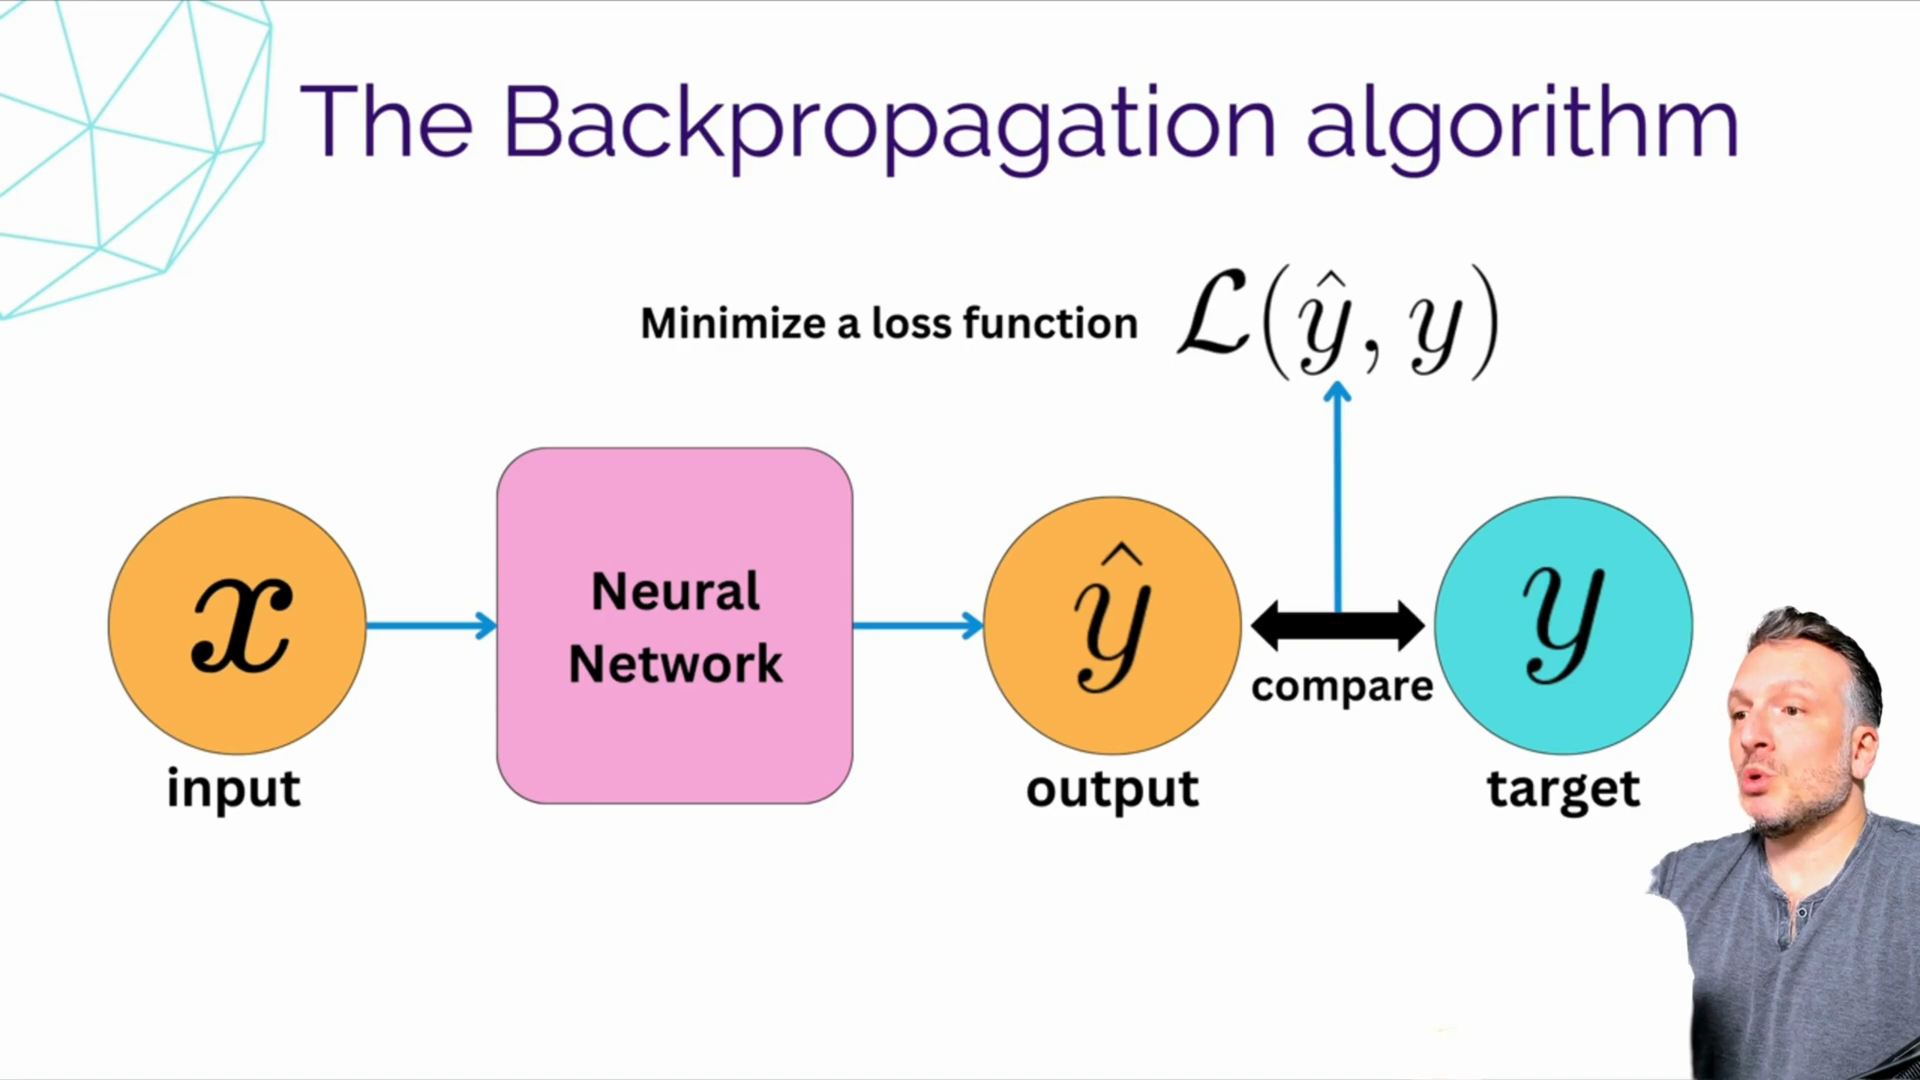 The Backpropagation algorithm
Minimize a loss function ℒ(ŷ, y)
x
Neural
Network
ŷ
y
compare
input
output
target